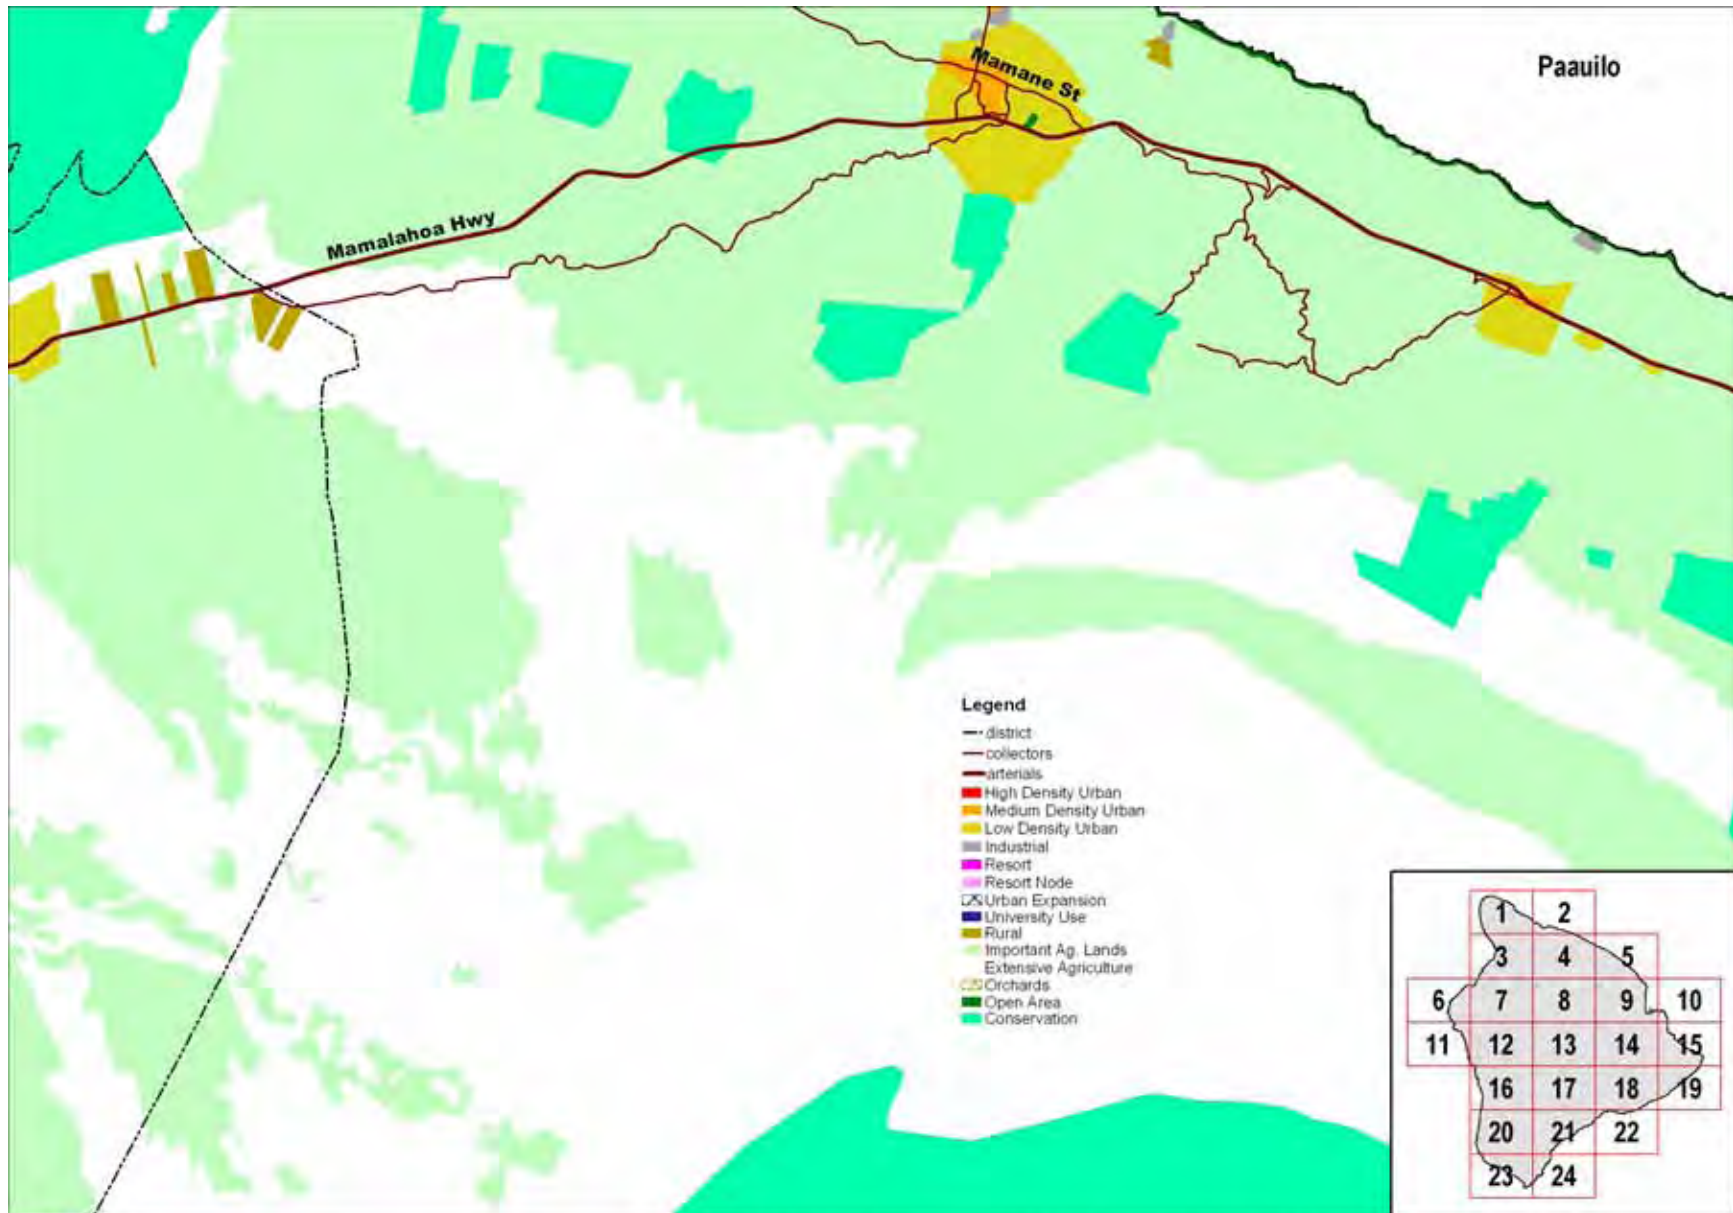 Paauilo
Mamane St
Mamalahoa Hwy
Legend
district
collectors
arterials
High Density Urban
Medium Density Urban
Low Density Urban
Industrial
Resort
Resort Node
Urban Expansion
University Use
Rural
Important Ag. Lands
Extensive Agriculture
Orchards
Open Area
Conservation
1 2
3 4 5
6 7 8 9 10
11 12 13 14 15
16 17 18 19
20 21 22
23 24